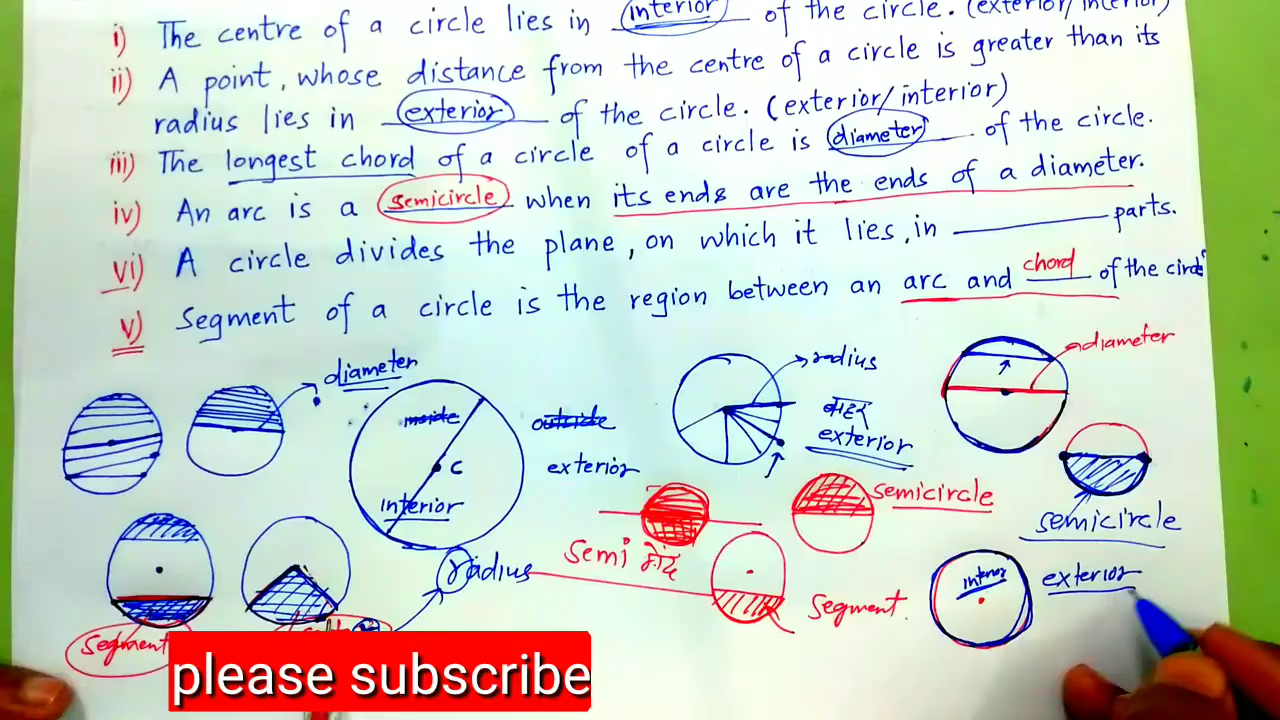 i) The centre of a circle lies in interior of the circle. (exterior/interior)
ii) A point, whose distance from the centre of a circle is greater than its
radius lies in exterior of the circle. (exterior/interior)
iii) The longest chord of a circle of a circle is diameter of the circle.
iv) An arc is a semicircle when its ends are the ends of a diameter.
vi) A circle divides the plane, on which it lies, in ______ parts.
v) Segment of a circle is the region between an arc and chord of the circle
diameter
radius
diameter
inside
outside
बाहर
exterior
C
exterior
interior
semicircle
semicircle
Semi
radius
Segment.
interior
exterior
Segment
please subscribe